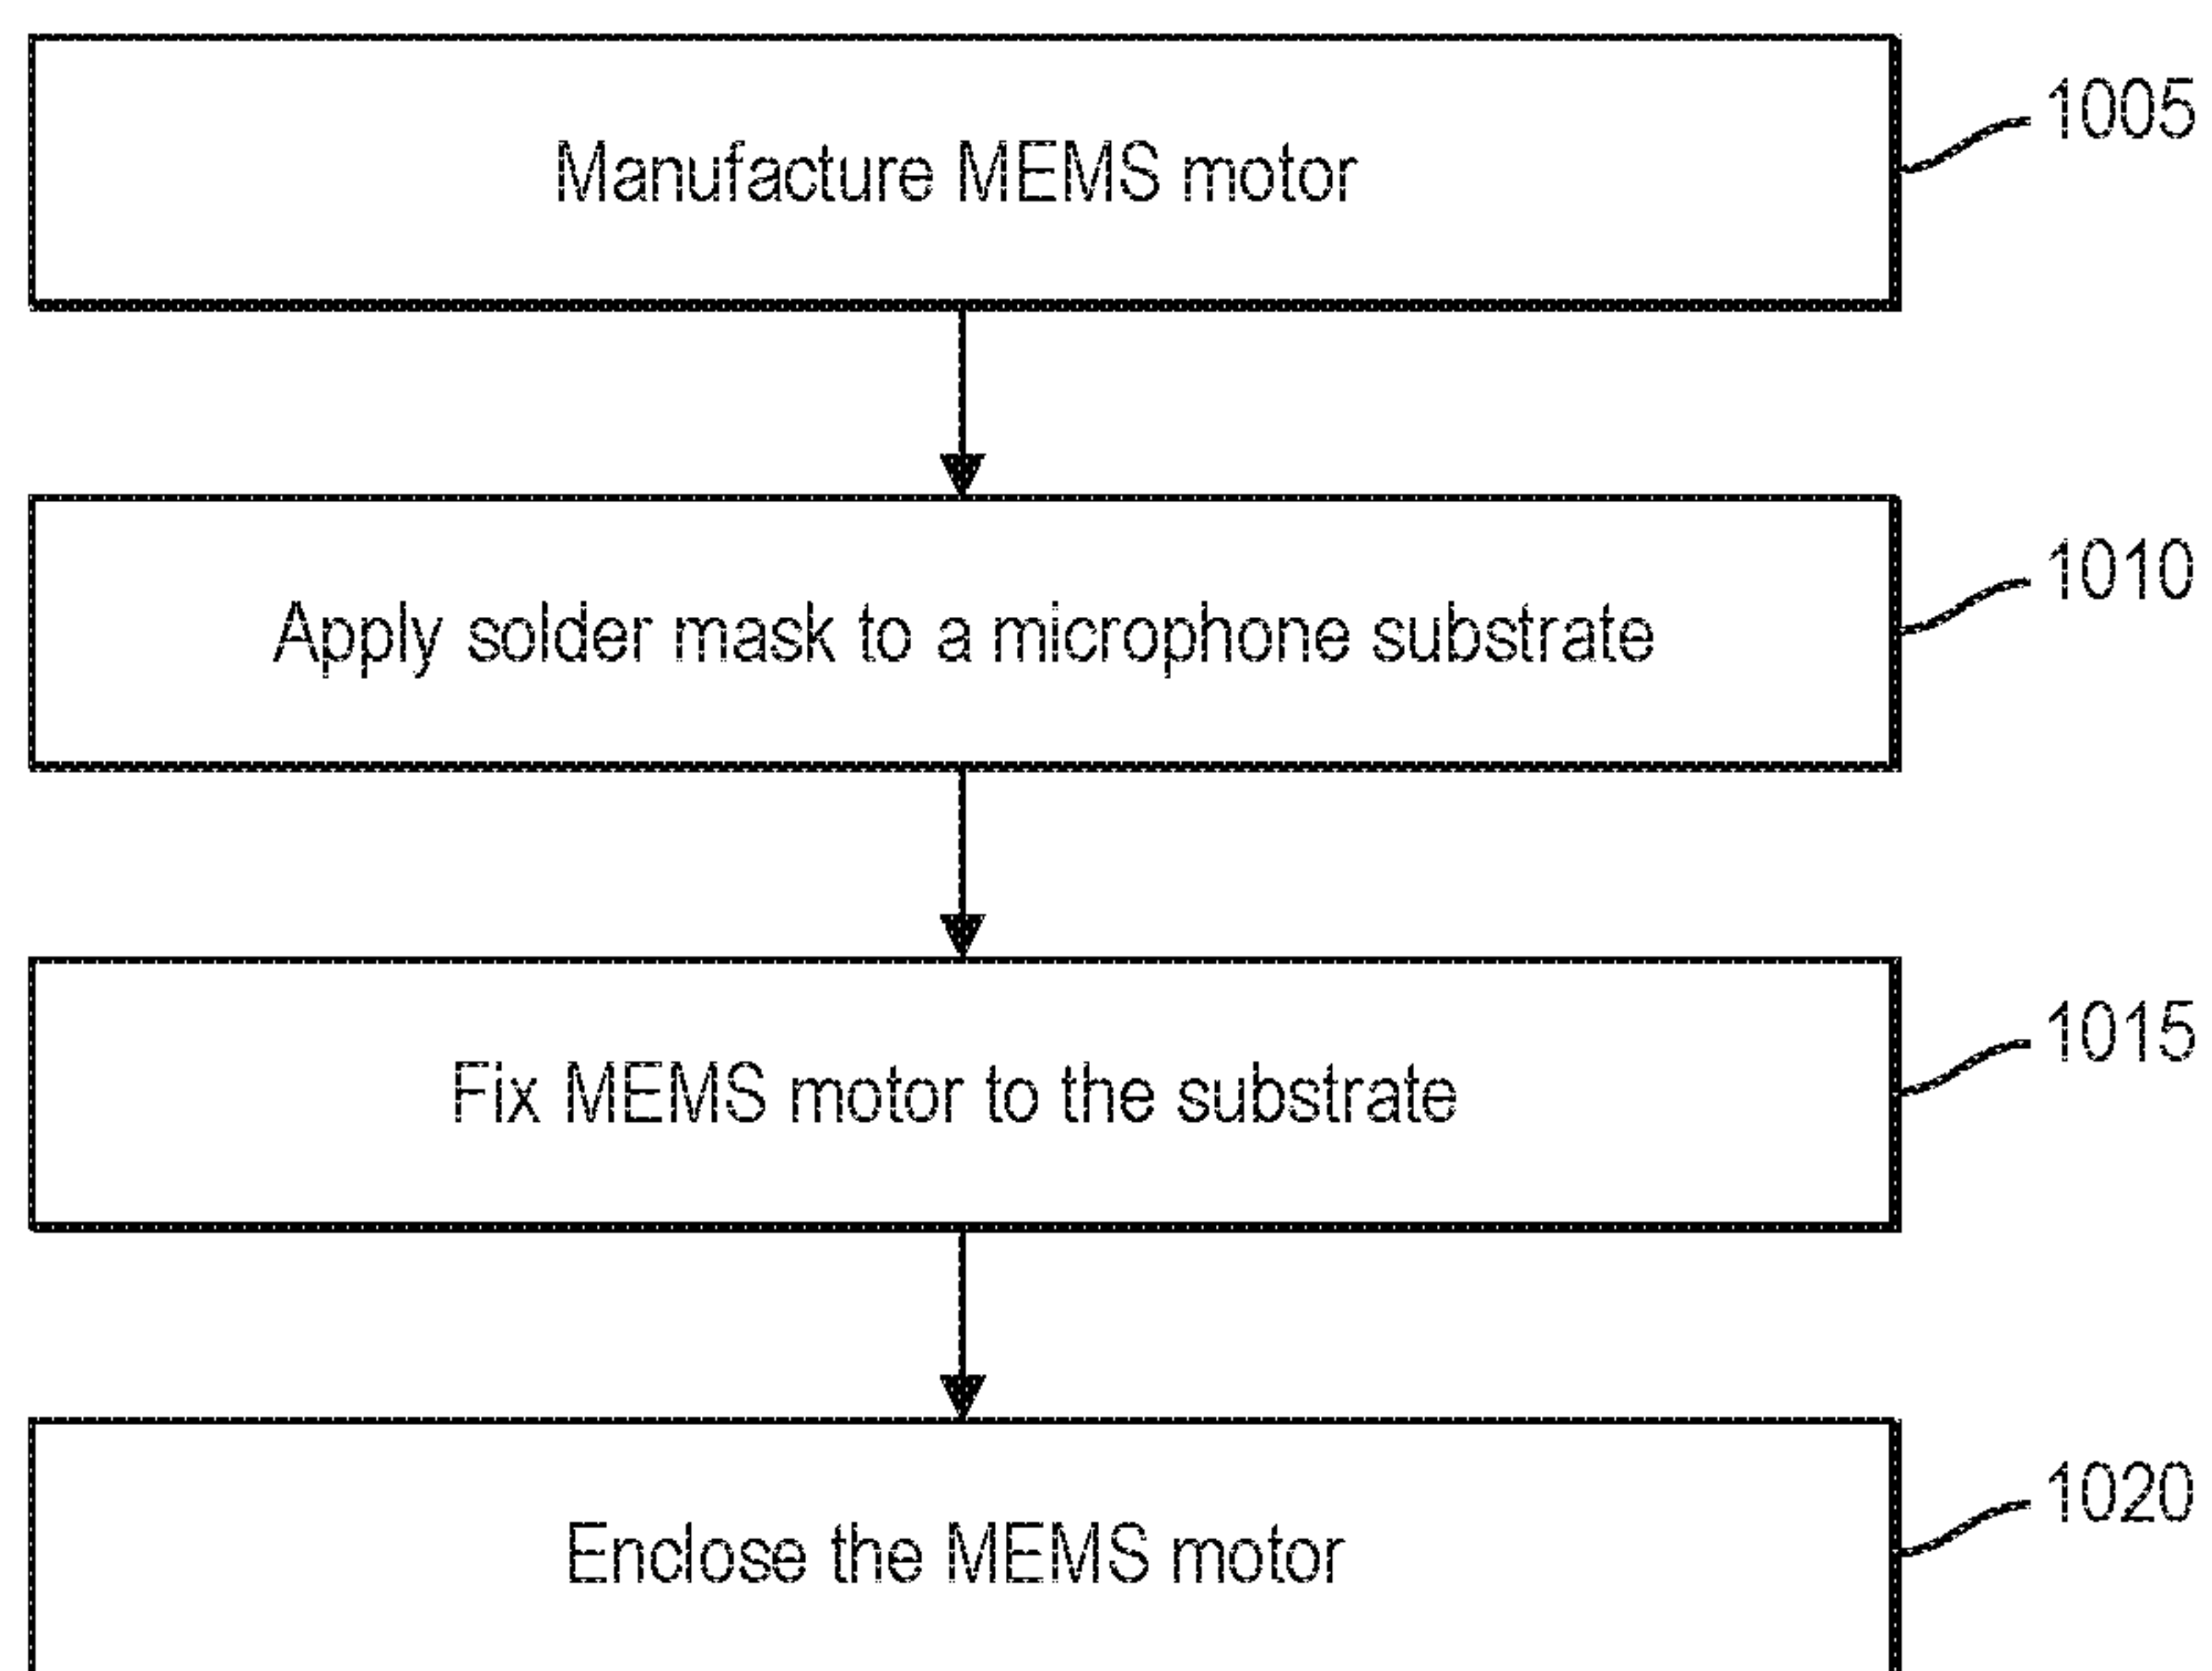 Manufacture MEMS motor
1005
Apply solder mask to a microphone substrate
1010
Fix MEMS motor to the substrate
1015
Enclose the MEMS motor
1020